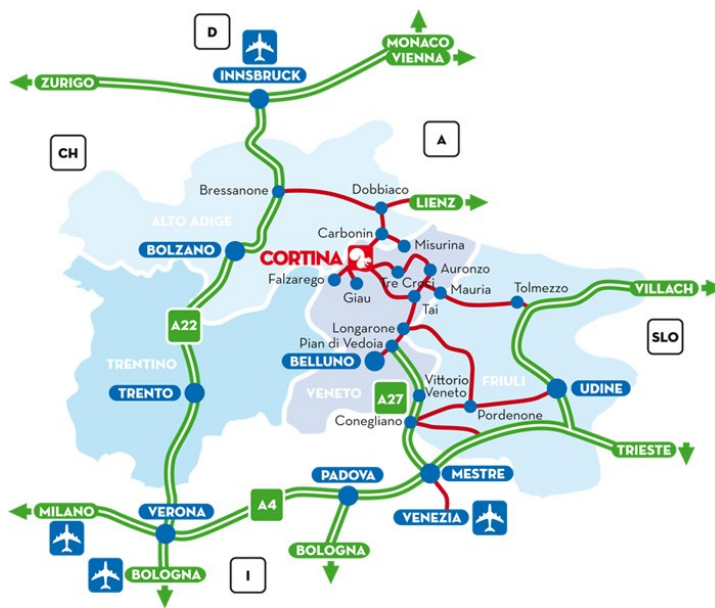 D
MONACO
VIENNA
INNSBRUCK
ZURIGO
CH
A
Bressanone
Dobbiaco
LIENZ
ALTO ADIGE
Carbonin
Misurina
BOLZANO
CORTINA
Auronzo
Falzarego
Tre Croci
Giau
Mauria
Tolmezzo
VILLACH
Tai
A22
Longarone
SLO
Pian di Vedoia
TRENTINO
BELLUNO
FRIULI
TRENTO
VENETO
A27
Vittorio
Veneto
UDINE
Conegliano
Pordenone
TRIESTE
PADOVA
MESTRE
MILANO
VERONA
A4
VENEZIA
BOLOGNA
BOLOGNA
I